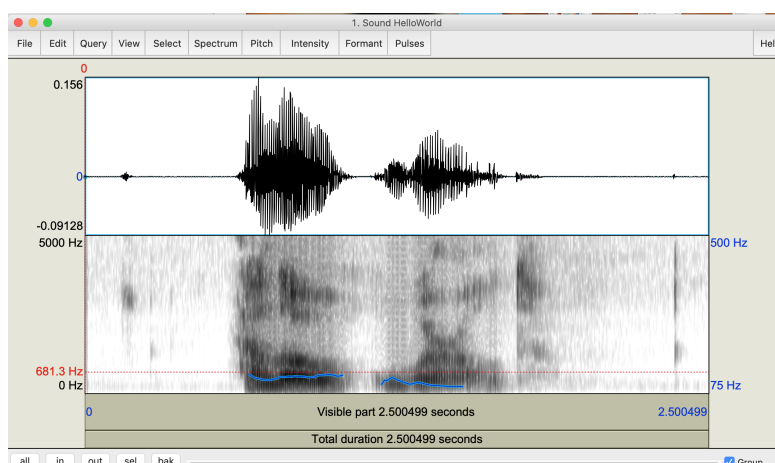 1. Sound HelloWorld
File Edit Query View Select Spectrum Pitch Intensity Formant Pulses Hel
0
0.156
0
-0.09128
5000 Hz 500 Hz
681.3 Hz
0 Hz 75 Hz
0 Visible part 2.500499 seconds 2.500499
Total duration 2.500499 seconds
all in out sel bak Group